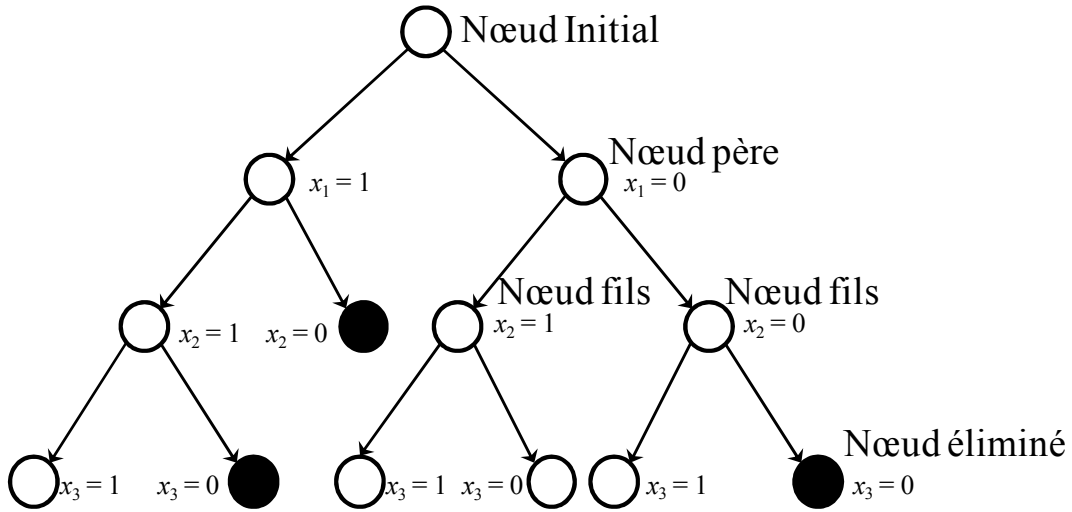 Nœud Initial
Nœud père
x₁ = 1
x₁ = 0
Nœud fils
Nœud fils
x₂ = 1
x₂ = 0
x₂ = 1
x₂ = 0
Nœud éliminé
x₃ = 1
x₃ = 0
x₃ = 1
x₃ = 0
x₃ = 1
x₃ = 0